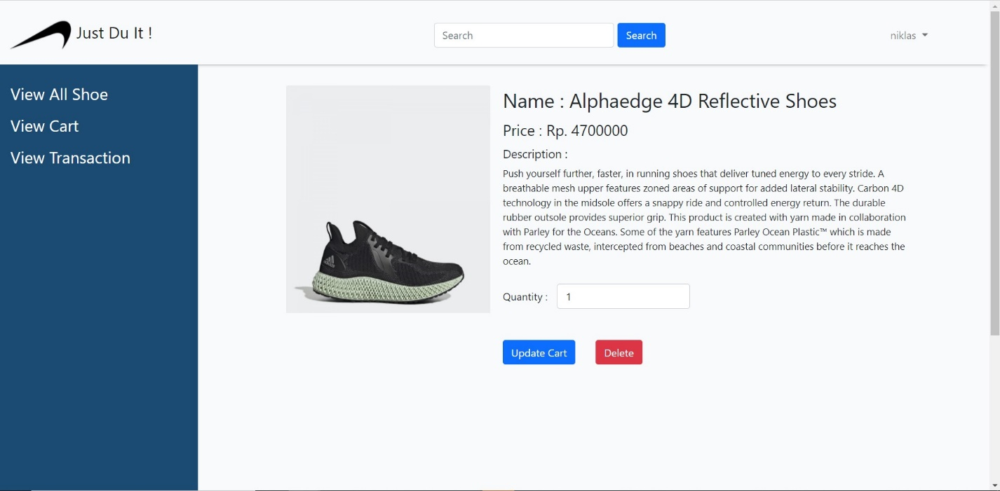 Just Du It !
Search
Search
niklas
View All Shoe
View Cart
View Transaction
Name : Alphaedge 4D Reflective Shoes
Price : Rp. 4700000
Description :
Push yourself further, faster, in running shoes that deliver tuned energy to every stride. A
breathable mesh upper features zoned areas of support for added lateral stability. Carbon 4D
technology in the midsole offers a snappy ride and controlled energy return. The durable
rubber outsole provides superior grip. This product is created with yarn made in collaboration
with Parley for the Oceans. Some of the yarn features Parley Ocean Plastic™ which is made
from recycled waste, intercepted from beaches and coastal communities before it reaches the
ocean.
Quantity :
1
Update Cart
Delete
adidas